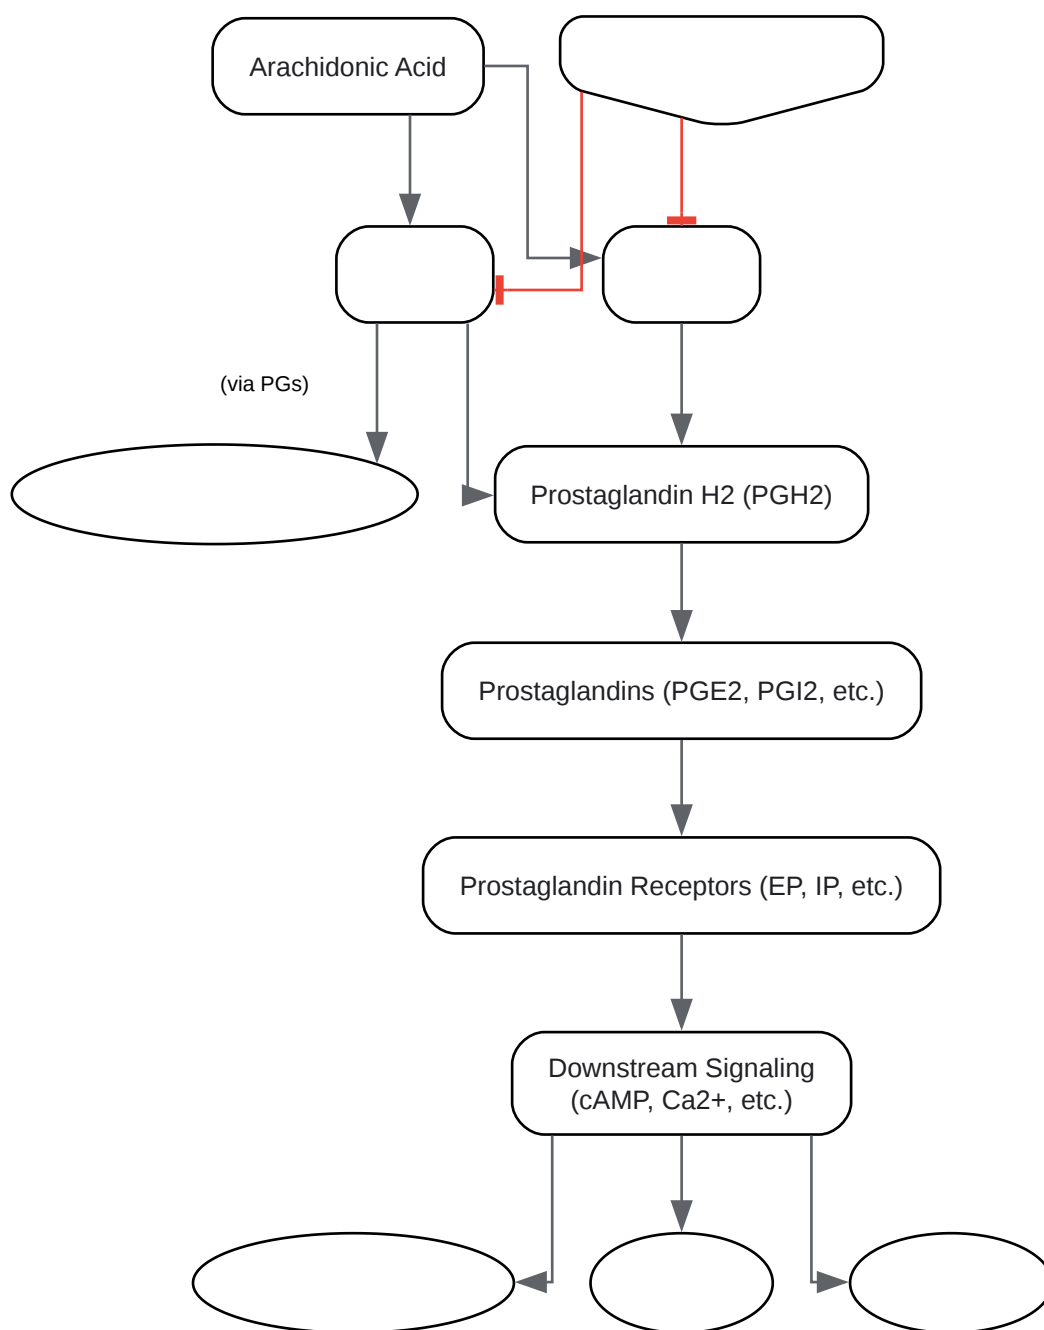 Arachidonic Acid
(via PGs)
Prostaglandin H2 (PGH2)
Prostaglandins (PGE2, PGI2, etc.)
Prostaglandin Receptors (EP, IP, etc.)
Downstream Signaling
(cAMP, Ca2+, etc.)